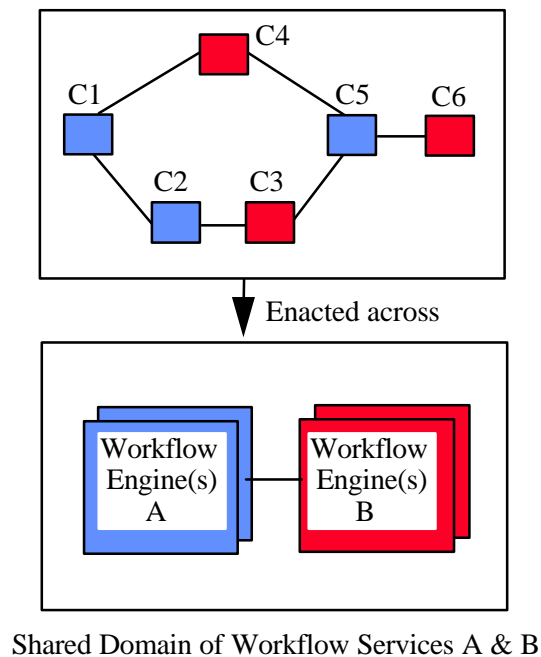 C4
C1
C5
C6
C2
C3
Enacted across
Workflow
Engine(s)
A
Workflow
Engine(s)
B
Shared Domain of Workflow Services A & B